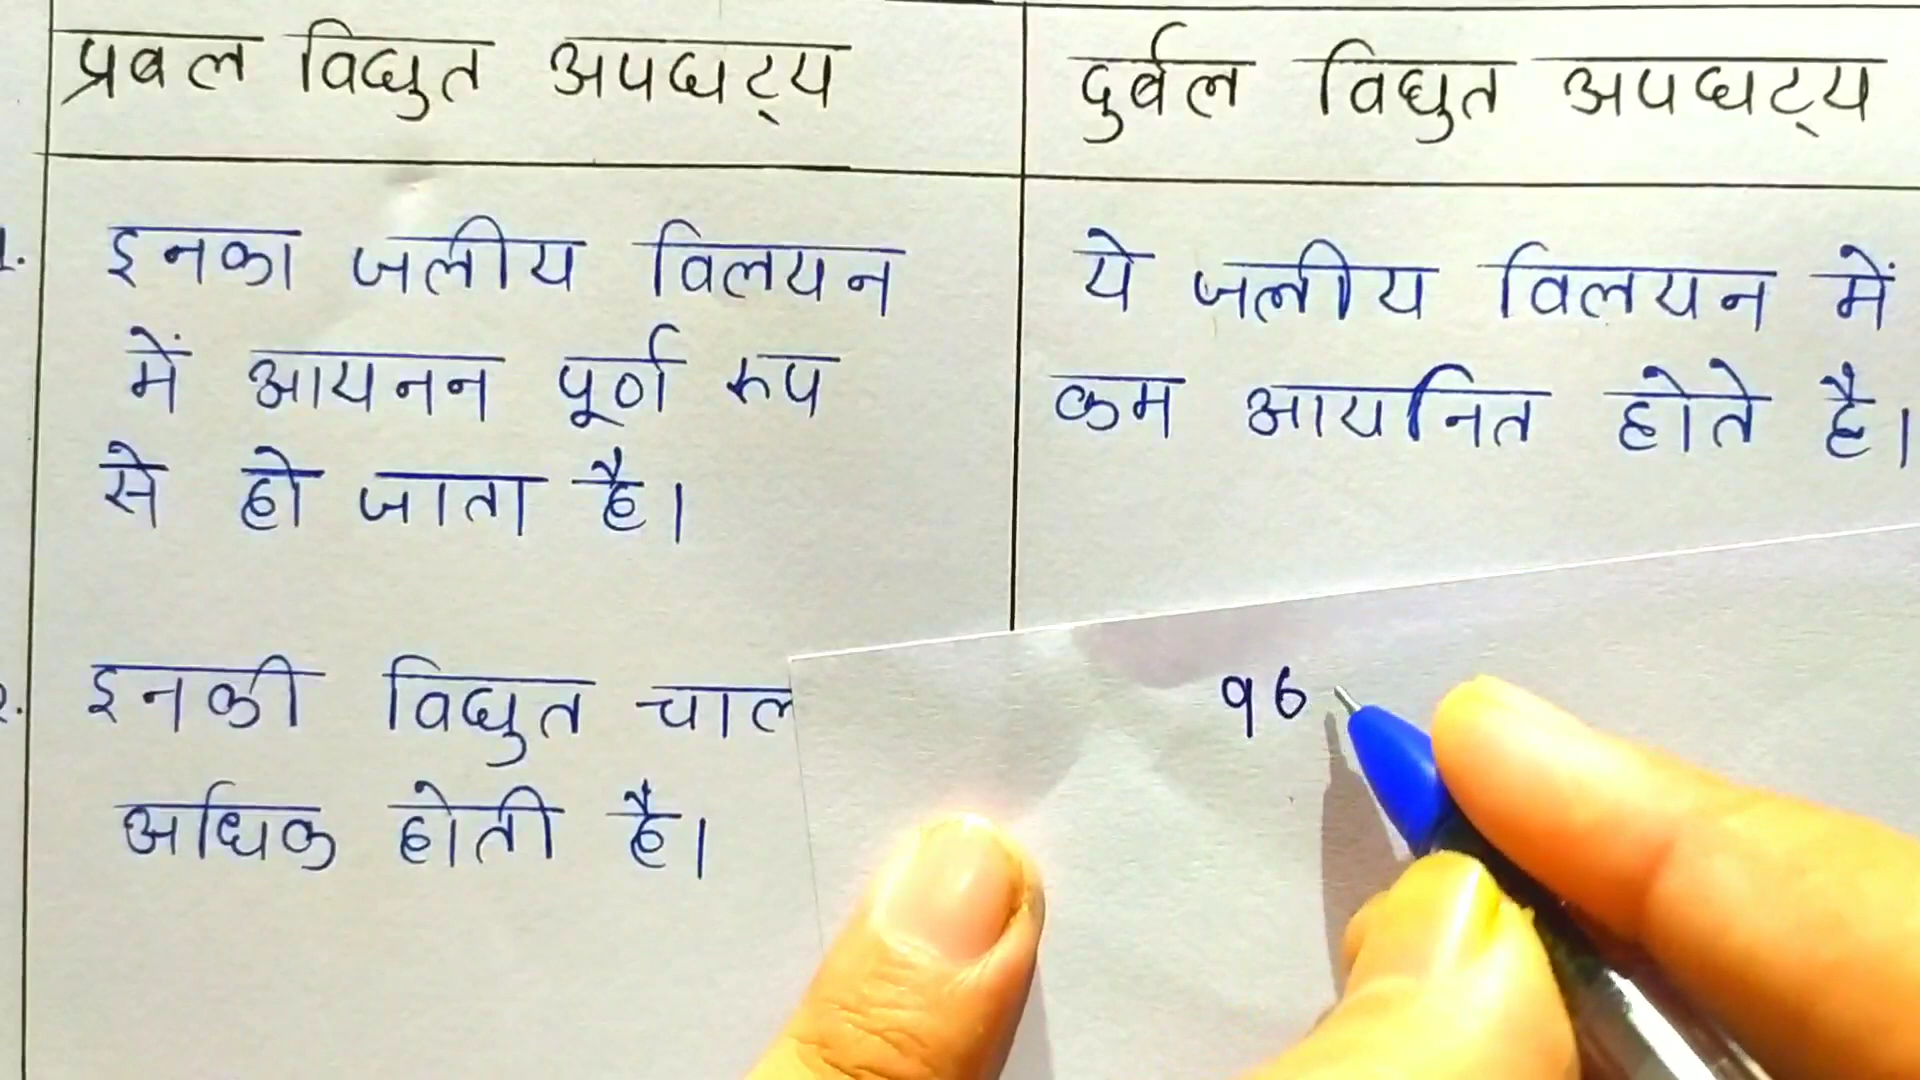 प्रबल विद्युत अपघट्य
दुर्बल विद्युत अपघट्य
1. इनका जलीय विलयन
में आयनन पूर्ण रूप
से हो जाता है।
ये जलीय विलयन में
कम आयनित होते है।
2. इनकी विद्युत चाल
अधिक होती है।
96